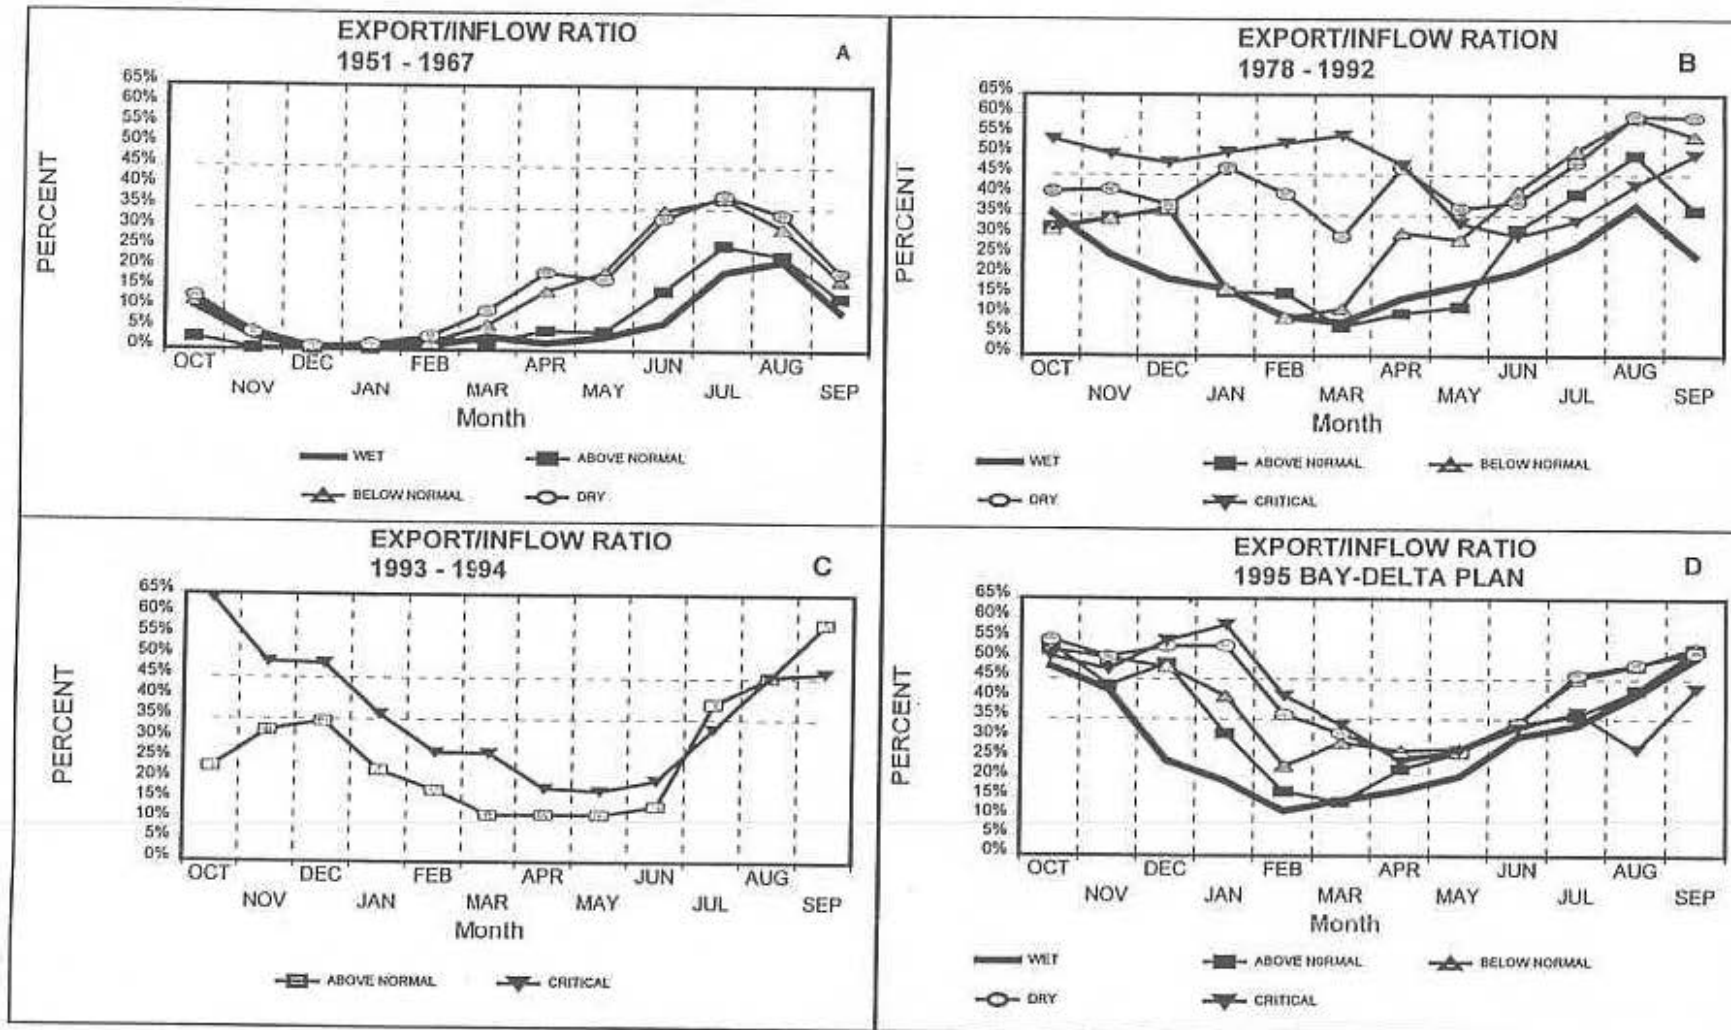 EXPORT/INFLOW RATIO
1951 - 1967
A
65%
60%
55%
50%
45%
40%
35%
30%
25%
20%
15%
10%
5%
0%
PERCENT
OCT NOV DEC JAN FEB MAR APR MAY JUN JUL AUG SEP
Month
WET ABOVE NORMAL
BELOW NORMAL DRY
EXPORT/INFLOW RATION
1978 - 1992
B
65%
60%
55%
50%
45%
40%
35%
30%
25%
20%
15%
10%
5%
0%
PERCENT
OCT NOV DEC JAN FEB MAR APR MAY JUN JUL AUG SEP
Month
WET ABOVE NORMAL BELOW NORMAL
DRY CRITICAL
EXPORT/INFLOW RATIO
1993 - 1994
C
65%
60%
55%
50%
45%
40%
35%
30%
25%
20%
15%
10%
5%
0%
PERCENT
OCT NOV DEC JAN FEB MAR APR MAY JUN JUL AUG SEP
Month
ABOVE NORMAL CRITICAL
EXPORT/INFLOW RATIO
1995 BAY-DELTA PLAN
D
65%
60%
55%
50%
45%
40%
35%
30%
25%
20%
15%
10%
5%
0%
PERCENT
OCT NOV DEC JAN FEB MAR APR MAY JUN JUL AUG SEP
Month
WET ABOVE NORMAL BELOW NORMAL
DRY CRITICAL